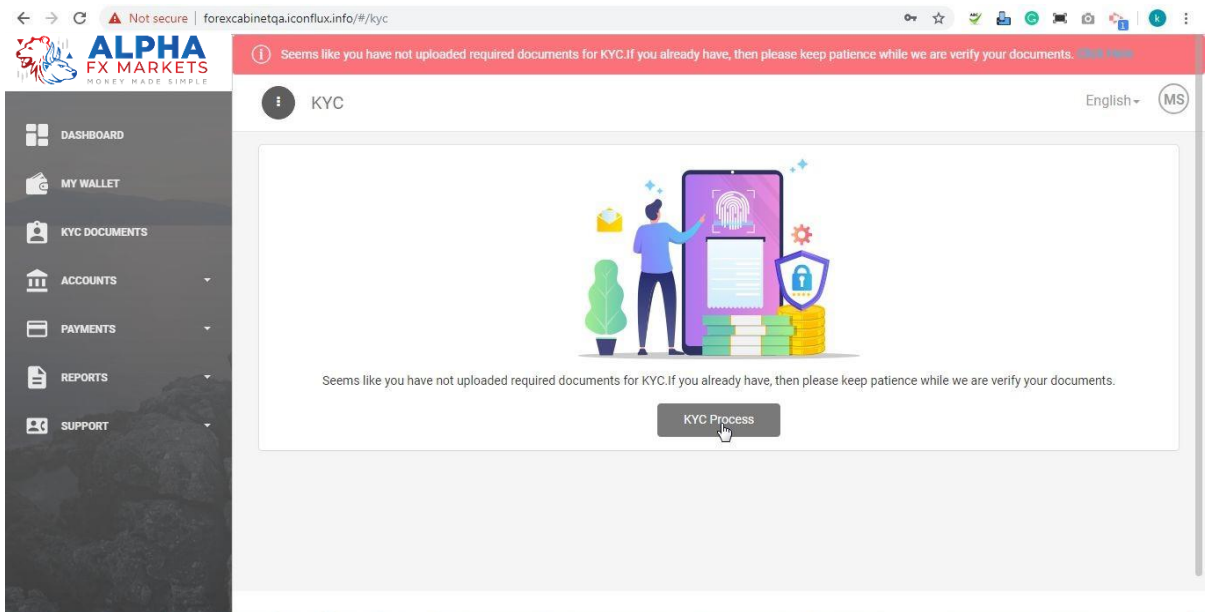 Not secure | forexcabinetqa.iconflux.info/#/kyc
k
1
ALPHA
FX MARKETS
MONEY MADE SIMPLE
Seems like you have not uploaded required documents for KYC.If you already have, then please keep patience while we are verify your documents. Click Here
KYC
English
MS
DASHBOARD
MY WALLET
KYC DOCUMENTS
ACCOUNTS
PAYMENTS
REPORTS
SUPPORT
Seems like you have not uploaded required documents for KYC.If you already have, then please keep patience while we are verify your documents.
KYC Process